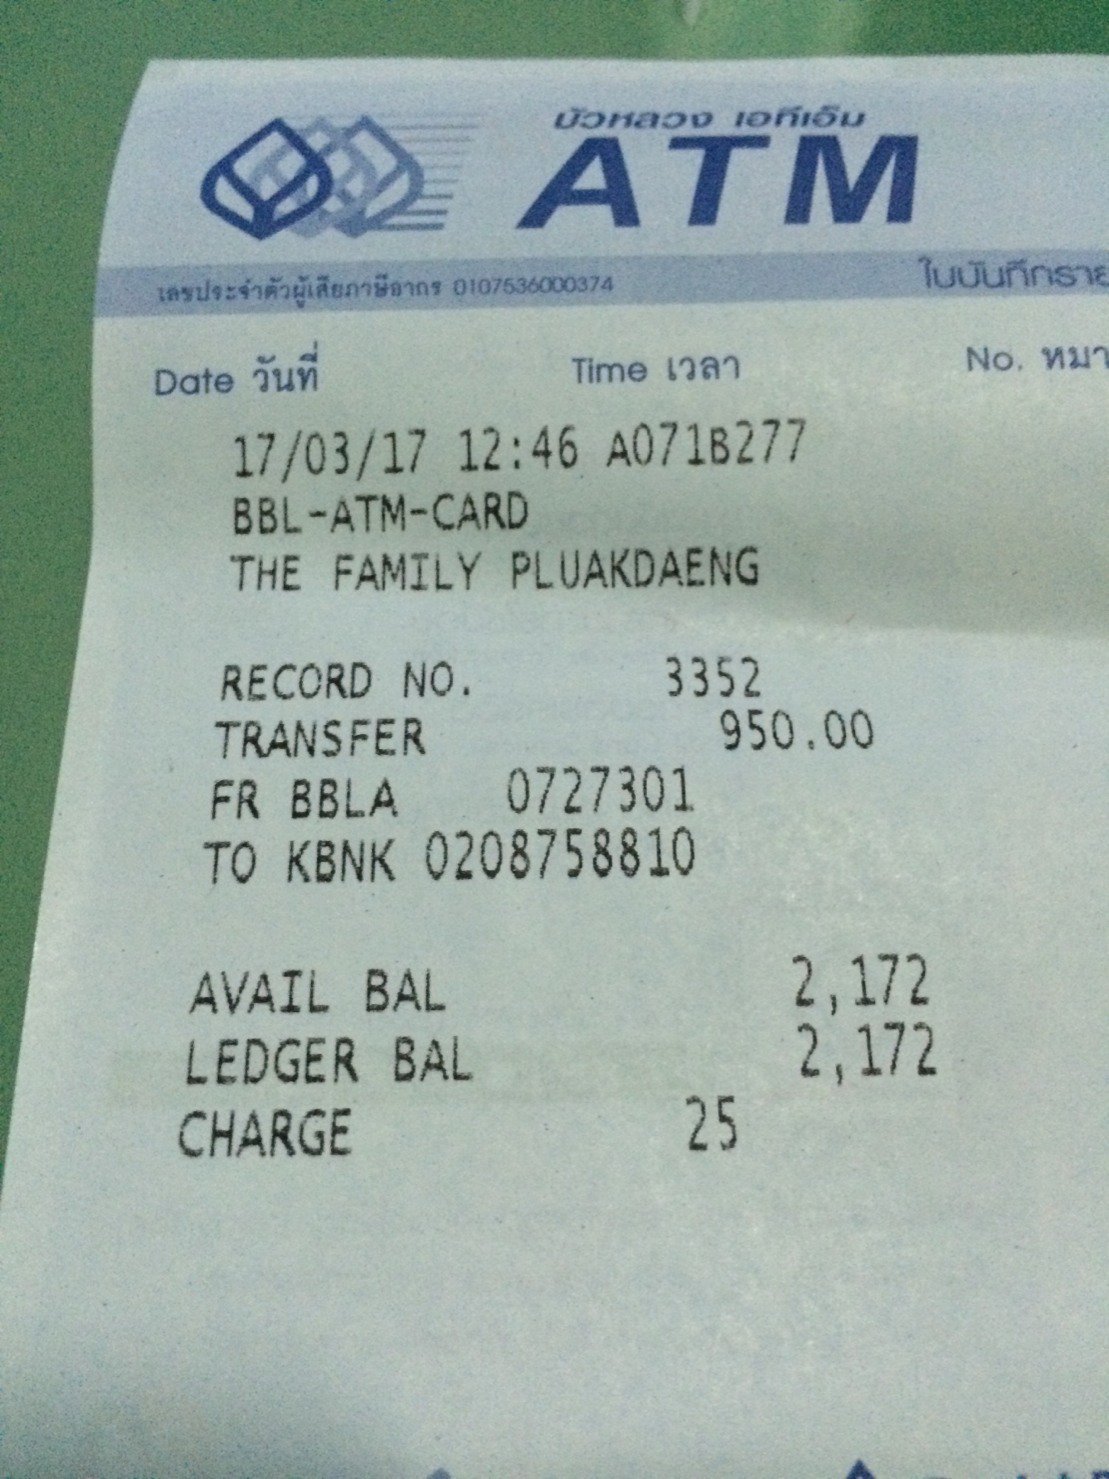 บัวหลวง เอทีเอ็ม
ATM
เลขประจำตัวผู้เสียภาษีอากร 0107536000374
ใบบันทึกราย
Date วันที่ Time เวลา No. หมา
17/03/17 12:46 A071B277
BBL-ATM-CARD
THE FAMILY PLUAKDAENG
RECORD NO. 3352
TRANSFER 950.00
FR BBLA 0727301
TO KBNK 0208758810
AVAIL BAL 2,172
LEDGER BAL 2,172
CHARGE 25